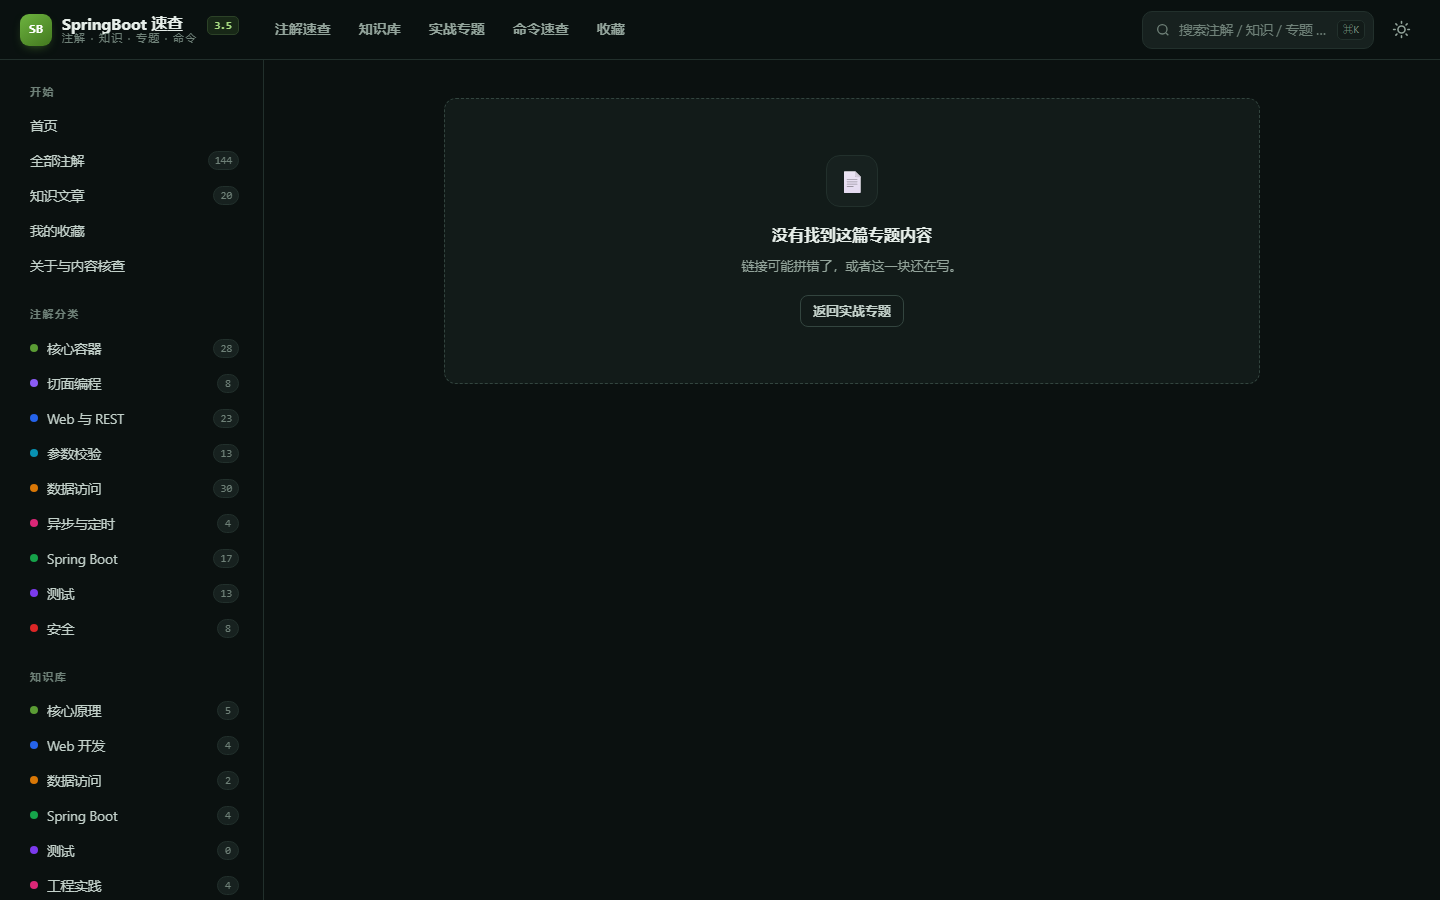 SB
SpringBoot 速查
注解 · 知识 · 专题 · 命令
3.5
注解速查
知识库
实战专题
命令速查
收藏
搜索注解 / 知识 / 专题 ...
⌘K
开始
首页
全部注解 144
知识文章 20
我的收藏
关于与内容核查
注解分类
核心容器 28
切面编程 8
Web 与 REST 23
参数校验 13
数据访问 30
异步与定时 4
Spring Boot 17
测试 13
安全 8
知识库
核心原理 5
Web 开发 4
数据访问 2
Spring Boot 4
测试 0
工程实践 4
没有找到这篇专题内容
链接可能拼错了，或者这一块还在写。
返回实战专题